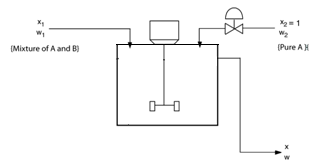 x1
w1
(Mixture of A and B)
x2 = 1
w2
(Pure A )(
x
w